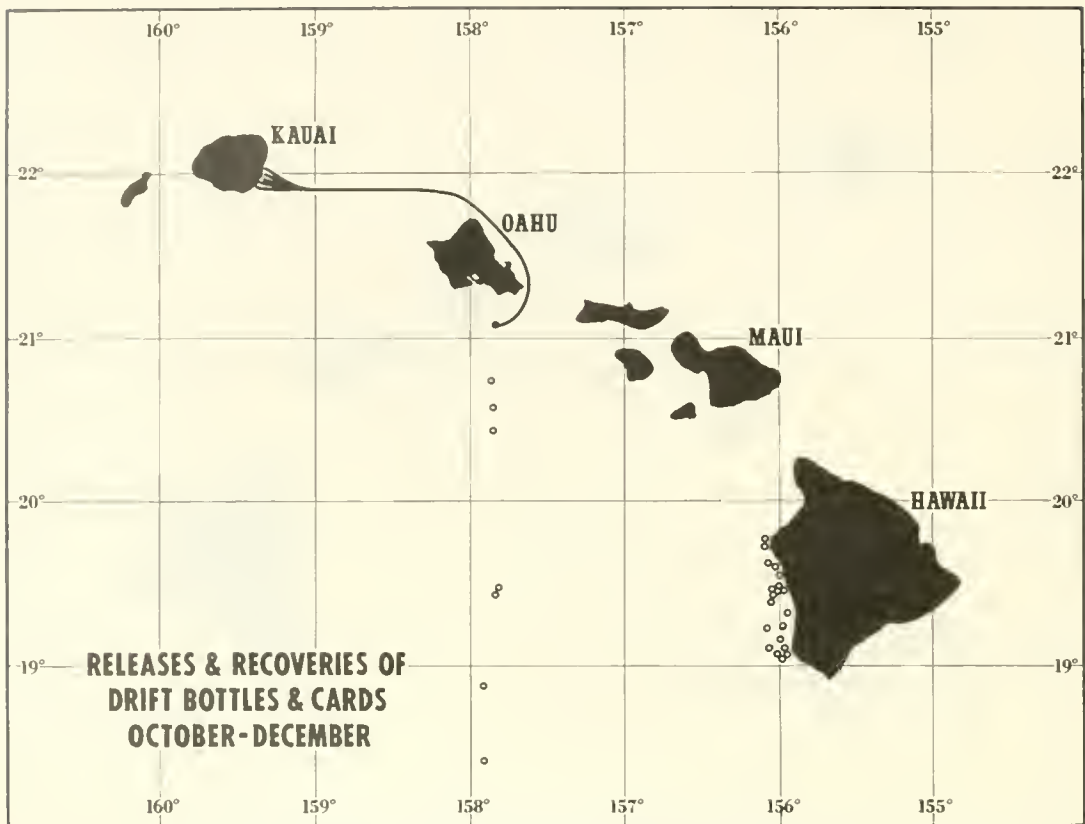 160° 159° 158° 157° 156° 155°
KAUAI
22° 22°
OAHU
21° 21°
MAUI
20° 20°
HAWAII
19° 19°
RELEASES & RECOVERIES OF
DRIFT BOTTLES & CARDS
OCTOBER-DECEMBER
160° 159° 158° 157° 156° 155°